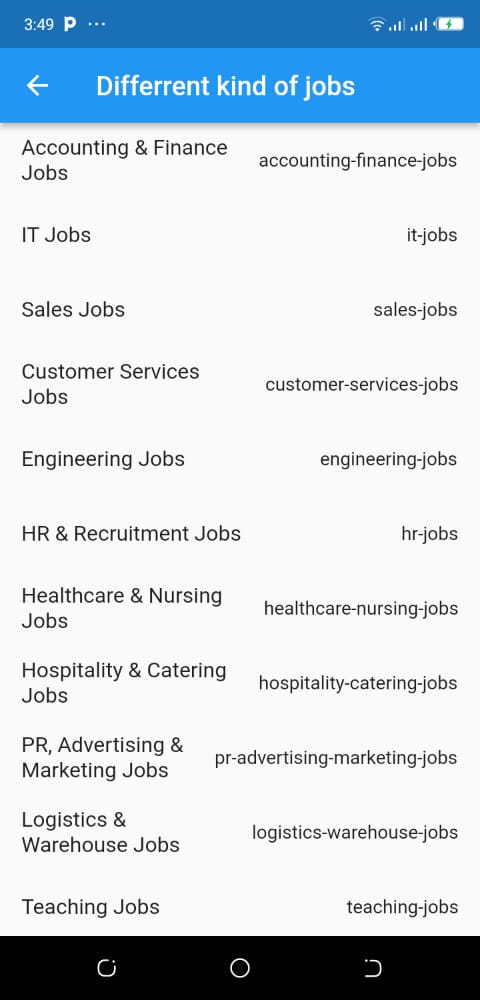 3:49 P ...
Differrent kind of jobs
Accounting & Finance
Jobs
accounting-finance-jobs
IT Jobs
it-jobs
Sales Jobs
sales-jobs
Customer Services
Jobs
customer-services-jobs
Engineering Jobs
engineering-jobs
HR & Recruitment Jobs
hr-jobs
Healthcare & Nursing
Jobs
healthcare-nursing-jobs
Hospitality & Catering
Jobs
hospitality-catering-jobs
PR, Advertising &
Marketing Jobs
pr-advertising-marketing-jobs
Logistics &
Warehouse Jobs
logistics-warehouse-jobs
Teaching Jobs
teaching-jobs